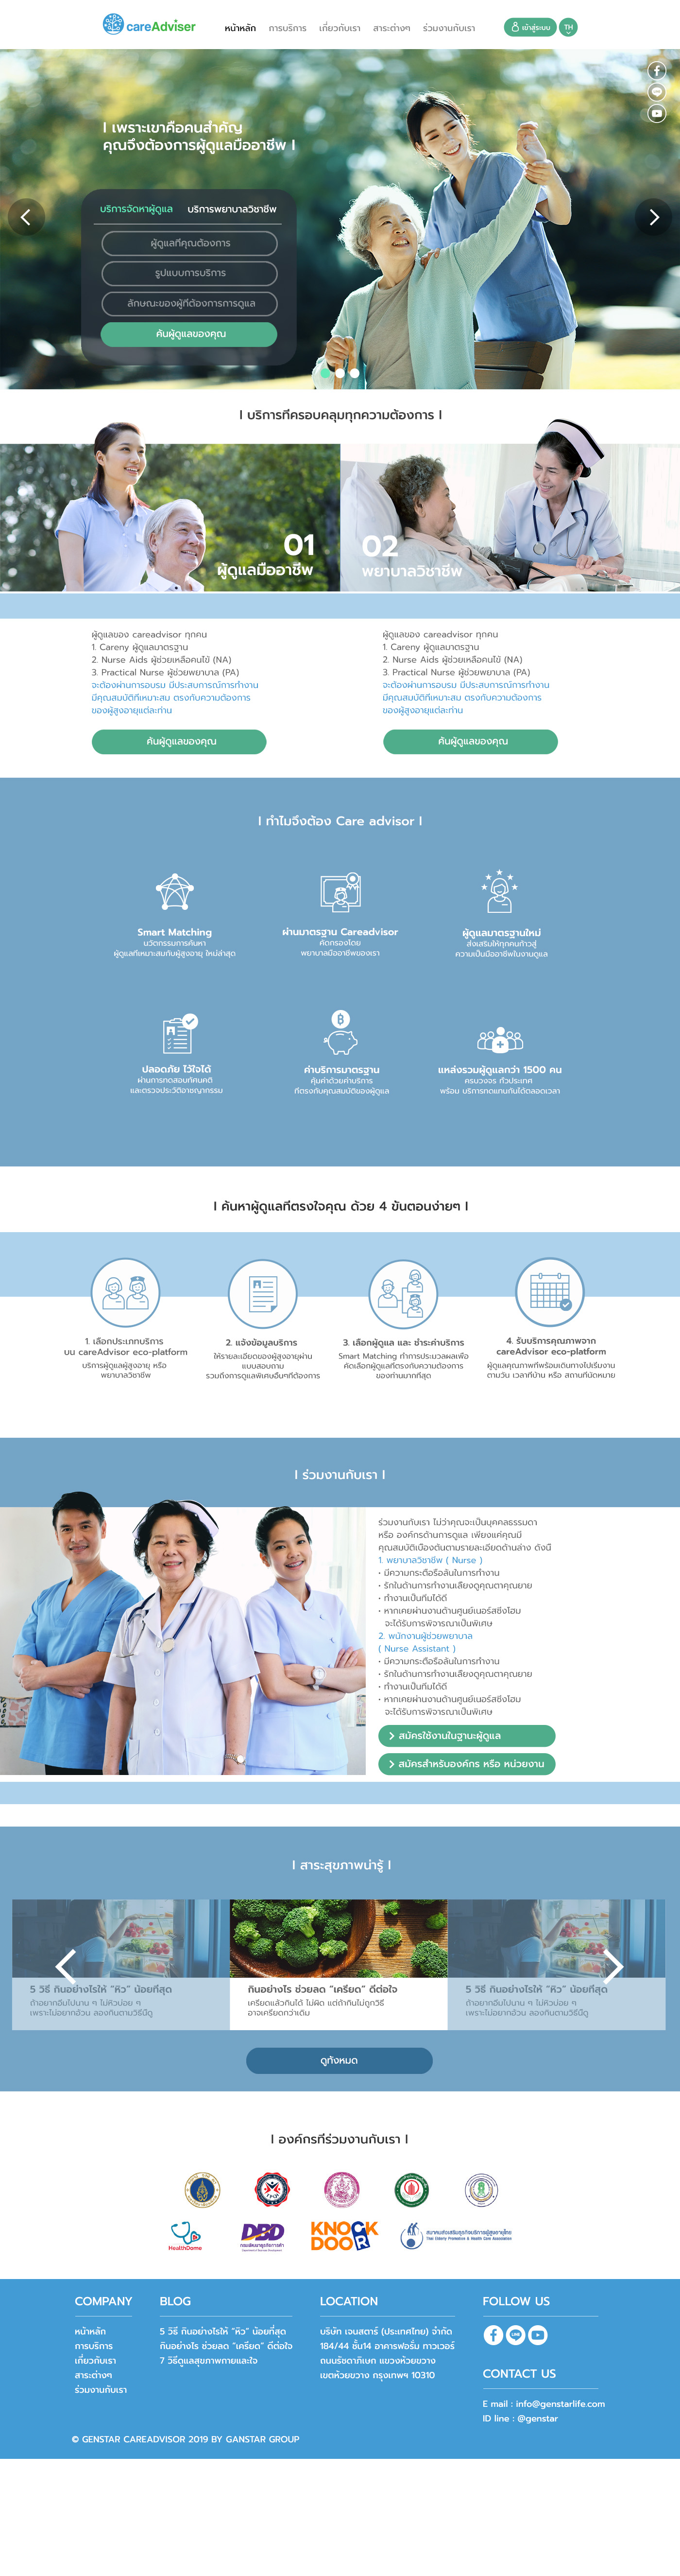 careAdviser
หน้าหลัก
การบริการ
เกี่ยวกับเรา
สาระต่างๆ
ร่วมงานกับเรา
เข้าสู่ระบบ
TH
I เพราะเขาคือคนสำคัญ
คุณจึงต้องการผู้ดูแลมืออาชีพ I
บริการจัดหาผู้ดูแล
บริการพยาบาลวิชาชีพ
ผู้ดูแลที่คุณต้องการ
รูปแบบการบริการ
ลักษณะของผู้ที่ต้องการการดูแล
ค้นผู้ดูแลของคุณ
I บริการที่ครอบคลุมทุกความต้องการ I
01
ผู้ดูแลมืออาชีพ
02
พยาบาลวิชาชีพ
ผู้ดูแลของ careadvisor ทุกคน
1. Careny ผู้ดูแลมาตรฐาน
2. Nurse Aids ผู้ช่วยเหลือคนไข้ (NA)
3. Practical Nurse ผู้ช่วยพยาบาล (PA)
จะต้องผ่านการอบรม มีประสบการณ์การทำงาน
มีคุณสมบัติที่เหมาะสม ตรงกับความต้องการ
ของผู้สูงอายุแต่ละท่าน
ค้นผู้ดูแลของคุณ
ผู้ดูแลของ careadvisor ทุกคน
1. Careny ผู้ดูแลมาตรฐาน
2. Nurse Aids ผู้ช่วยเหลือคนไข้ (NA)
3. Practical Nurse ผู้ช่วยพยาบาล (PA)
จะต้องผ่านการอบรม มีประสบการณ์การทำงาน
มีคุณสมบัติที่เหมาะสม ตรงกับความต้องการ
ของผู้สูงอายุแต่ละท่าน
ค้นผู้ดูแลของคุณ
I ทำไมจึงต้อง Care advisor I
Smart Matching
นวัตกรรมการค้นหา
ผู้ดูแลที่เหมาะสมกับผู้สูงอายุ ใหม่ล่าสุด
ผ่านมาตรฐาน Careadvisor
คัดกรองโดย
พยาบาลมืออาชีพของเรา
ผู้ดูแลมาตรฐานใหม่
ส่งเสริมให้ทุกคนก้าวสู่
ความเป็นมืออาชีพในงานดูแล
ปลอดภัย ไว้ใจได้
ผ่านการทดสอบทัศนคติ
และตรวจประวัติอาชญากรรม
ค่าบริการมาตรฐาน
คุ้มค่าด้วยค่าบริการ
ที่ตรงกับคุณสมบัติของผู้ดูแล
แหล่งรวมผู้ดูแลกว่า 1500 คน
ครบวงจร ทั่วประเทศ
พร้อม บริการทดแทนกันได้ตลอดเวลา
I ค้นหาผู้ดูแลที่ตรงใจคุณ ด้วย 4 ขั้นตอนง่ายๆ I
1. เลือกประเภทบริการ
บน careAdvisor eco-platform
บริการผู้ดูแลผู้สูงอายุ หรือ
พยาบาลวิชาชีพ
2. แจ้งข้อมูลบริการ
ให้รายละเอียดของผู้สูงอายุผ่าน
แบบสอบถาม
รวมถึงการดูแลพิเศษอื่นๆที่ต้องการ
3. เลือกผู้ดูแล และ ชำระค่าบริการ
Smart Matching ทำการประมวลผลเพื่อ
คัดเลือกผู้ดูแลที่ตรงกับความต้องการ
ของท่านมากที่สุด
4. รับบริการคุณภาพจาก
careAdvisor eco-platform
ผู้ดูแลคุณภาพที่พร้อมเดินทางไปเริ่มงาน
ตามวัน เวลาที่บ้าน หรือ สถานที่นัดหมาย
I ร่วมงานกับเรา I
ร่วมงานกับเรา ไม่ว่าคุณจะเป็นบุคคลธรรมดา
หรือ องค์กรด้านการดูแล เพียงแค่คุณมี
คุณสมบัติเบื้องต้นตามรายละเอียดด้านล่าง ดังนี้
1. พยาบาลวิชาชีพ ( Nurse )
• มีความกระตือรือล้นในการทำงาน
• รักในด้านการทำงานเลี้ยงดูคุณตาคุณยาย
• ทำงานเป็นทีมได้ดี
• หากเคยผ่านงานด้านศูนย์เนอร์สซิ่งโฮม
จะได้รับการพิจารณาเป็นพิเศษ
2. พนักงานผู้ช่วยพยาบาล
( Nurse Assistant )
• มีความกระตือรือล้นในการทำงาน
• รักในด้านการทำงานเลี้ยงดูคุณตาคุณยาย
• ทำงานเป็นทีมได้ดี
• หากเคยผ่านงานด้านศูนย์เนอร์สซิ่งโฮม
จะได้รับการพิจารณาเป็นพิเศษ
สมัครใช้งานในฐานะผู้ดูแล
สมัครสำหรับองค์กร หรือ หน่วยงาน
I สาระสุขภาพน่ารู้ I
5 วิธี กินอย่างไรให้ "หิว" น้อยที่สุด
ถ้าอยากอิ่มไปนาน ๆ ไม่หิวบ่อย ๆ
เพราะไม่อยากอ้วน ลองกินตามวิธีนี้ดู
กินอย่างไร ช่วยลด "เครียด" ดีต่อใจ
เครียดแล้วกินได้ ไม่ผิด แต่ถ้ากินไม่ถูกวิธี
อาจเครียดกว่าเดิม
5 วิธี กินอย่างไรให้ "หิว" น้อยที่สุด
ถ้าอยากอิ่มไปนาน ๆ ไม่หิวบ่อย ๆ
เพราะไม่อยากอ้วน ลองกินตามวิธีนี้ดู
ดูทั้งหมด
I องค์กรที่ร่วมงานกับเรา I
HealthDome
DBD
กรมพัฒนาธุรกิจการค้า
KNOCK
DOOR
สมาคมส่งเสริมธุรกิจบริการผู้สูงอายุไทย
Thai Elderly Promotion & Health Care Association
COMPANY
หน้าหลัก
การบริการ
เกี่ยวกับเรา
สาระต่างๆ
ร่วมงานกับเรา
BLOG
5 วิธี กินอย่างไรให้ "หิว" น้อยที่สุด
กินอย่างไร ช่วยลด "เครียด" ดีต่อใจ
7 วิธีดูแลสุขภาพกายและใจ
LOCATION
บริษัท เจนสตาร์ (ประเทศไทย) จำกัด
184/44 ชั้น14 อาคารฟอรั่ม ทาวเวอร์
ถนนรัชดาภิเษก แขวงห้วยขวาง
เขตห้วยขวาง กรุงเทพฯ 10310
FOLLOW US
CONTACT US
E mail : info@genstarlife.com
ID line : @genstar
© GENSTAR CAREADVISOR 2019 BY GANSTAR GROUP